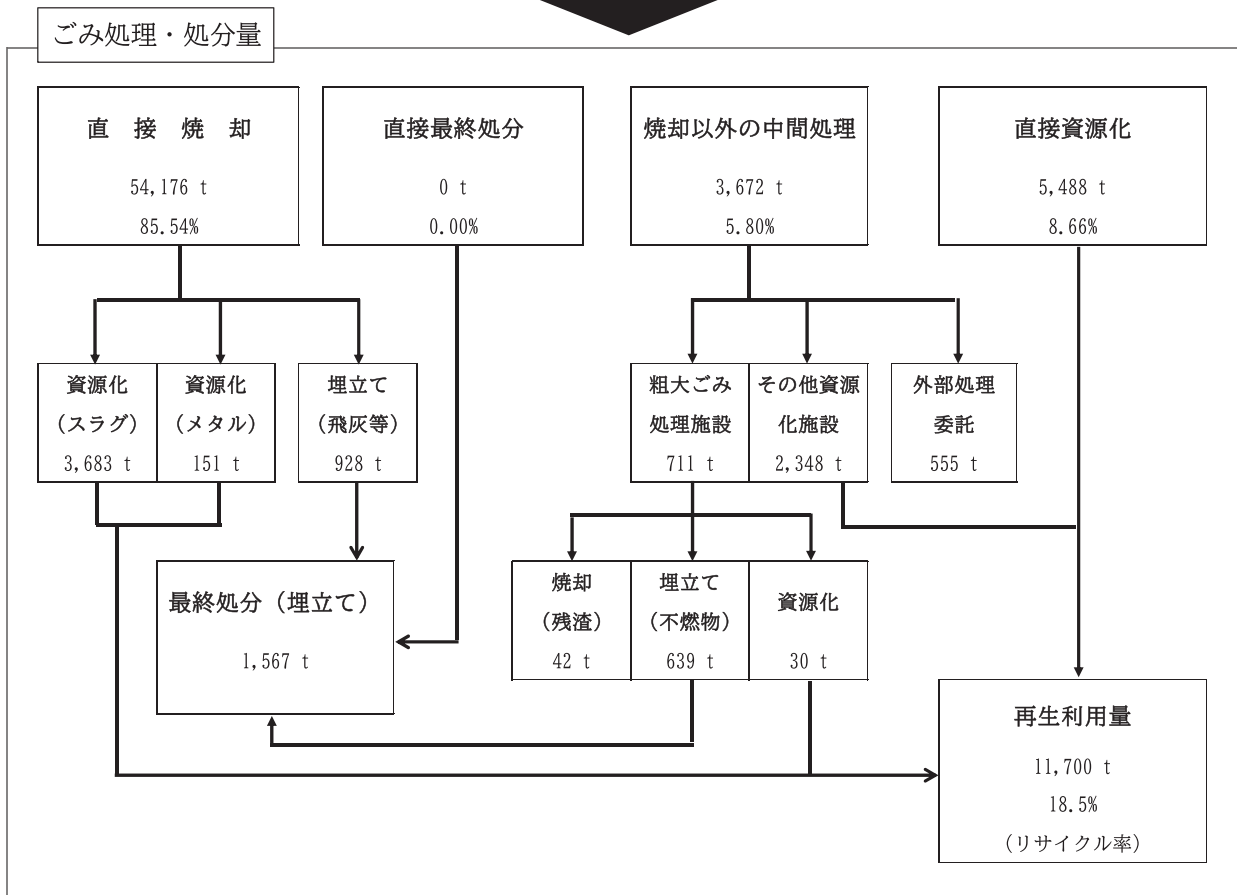 ごみ処理・処分量
直　接　焼　却
54,176 t
85.54%
直接最終処分
0 t
0.00%
焼却以外の中間処理
3,672 t
5.80%
直接資源化
5,488 t
8.66%
資源化
（スラグ）
3,683 t
資源化
（メタル）
151 t
埋立て
（飛灰等）
928 t
粗大ごみ
処理施設
711 t
その他資源
化施設
2,348 t
外部処理
委託
555 t
最終処分（埋立て）
1,567 t
焼却
（残渣）
42 t
埋立て
（不燃物）
639 t
資源化
30 t
再生利用量
11,700 t
18.5%
（リサイクル率）